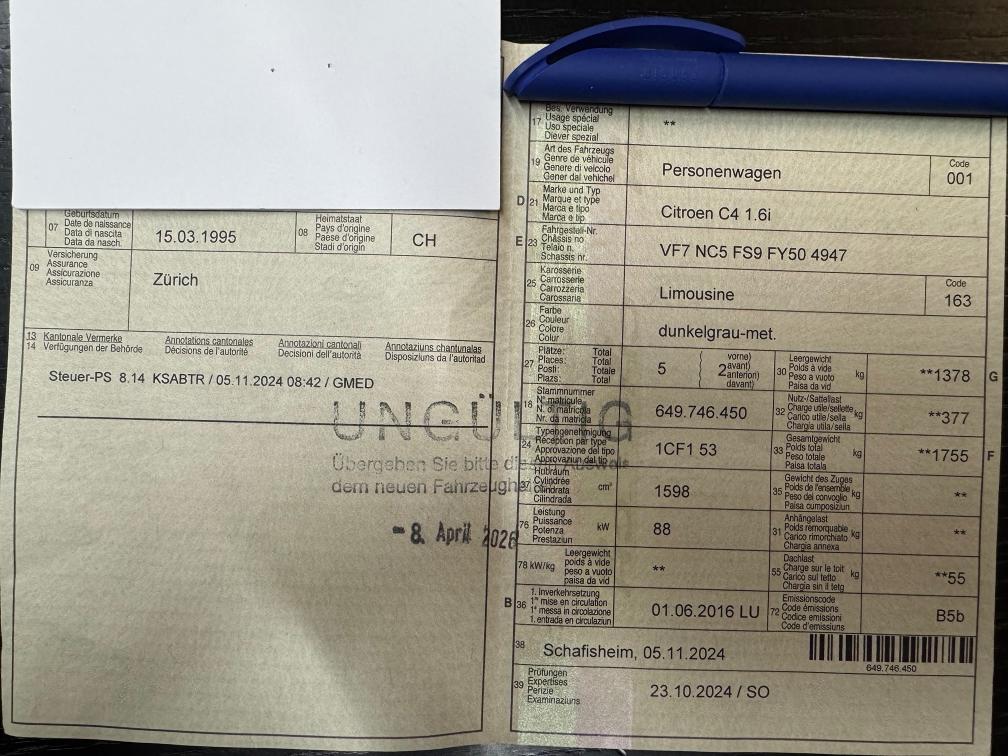 07
Geburtsdatum
Date de naissance
Data di nascita
Data da nasch.
15.03.1995
08
Heimatstaat
Pays d'origine
Paese d'origine
Stadi d'origin
CH
09
Versicherung
Assurance
Assicurazione
Assicuranza
Zürich
13 Kantonale Vermerke Annotations cantonales Annotazioni cantonali Annotaziuns chantunalas
14 Verfügungen der Behörde Décisions de l'autorité Decisioni dell'autorità Disposiziuns da l'autoritad
Steuer-PS 8.14 KSABTR / 05.11.2024 08:42 / GMED
UNGÜLTIG
Übergeben Sie bitte diesen Ausweis
dem neuen
- 8. April 2026
17
Bes. Verwendung
Usage spécial
Uso speciale
Diever spezial
**
19
Art des Fahrzeugs
Genre de véhicule
Genere di veicolo
Gener dal vehichel
Personenwagen
Code
001
D 21
Marke und Typ
Marque et type
Marca e tipo
Marca e tip
Citroen C4 1.6i
E 23
Fahrgestell-Nr.
Châssis no
Telaio n.
Schassis nr.
VF7 NC5 FS9 FY50 4947
25
Karosserie
Carrosserie
Carrozzeria
Carossaria
Limousine
Code
163
26
Farbe
Couleur
Colore
Colur
dunkelgrau-met.
27
Plätze: Total
Places: Total
Posti: Totale
Plazs: Total
5
2
vorne)
avant)
anteriori)
davant)
30
Leergewicht
Poids à vide
Peso a vuoto
Paisa da vid
kg
**1378
G
18
Stammnummer
N° matricule
N. di matricola
Nr. da matricla
649.746.450
32
Nutz-/Sattellast
Charge utile/sellette
Carico utile/sella
Chargia utila/sella
kg
**377
24
Typengenehmigung
Réception par type
Approvazione del tipo
Approvaziun dal tip
1CF1 53
33
Gesamtgewicht
Poids total
Peso totale
Paisa totala
kg
**1755
F
37
Hubraum
Cylindrée
Cilindrata
Cilindrada
cm³
1598
35
Gewicht des Zuges
Poids de l'ensemble
Peso del convoglio
Paisa cumposiziun
kg
**
76
Leistung
Puissance
Potenza
Prestaziun
kW
88
31
Anhängelast
Poids remorquable
Carico rimorchiato
Chargia annexa
kg
**
78 kW/kg
Leergewicht
poids à vide
peso a vuoto
paisa da vid
**
55
Dachlast
Charge sur le toit
Carico sul tetto
Chargia sin il tetg
kg
**55
B 36
1. Inverkehrsetzung
1re mise en circulation
1a messa in circolazione
1. entrada en circulaziun
01.06.2016 LU
72
Emissionscode
Code émissions
Codice emissioni
Code d'emissiuns
B5b
38
Schafisheim, 05.11.2024
649.746.450
39
Prüfungen
Expertises
Perizie
Examinaziuns
23.10.2024 / SO